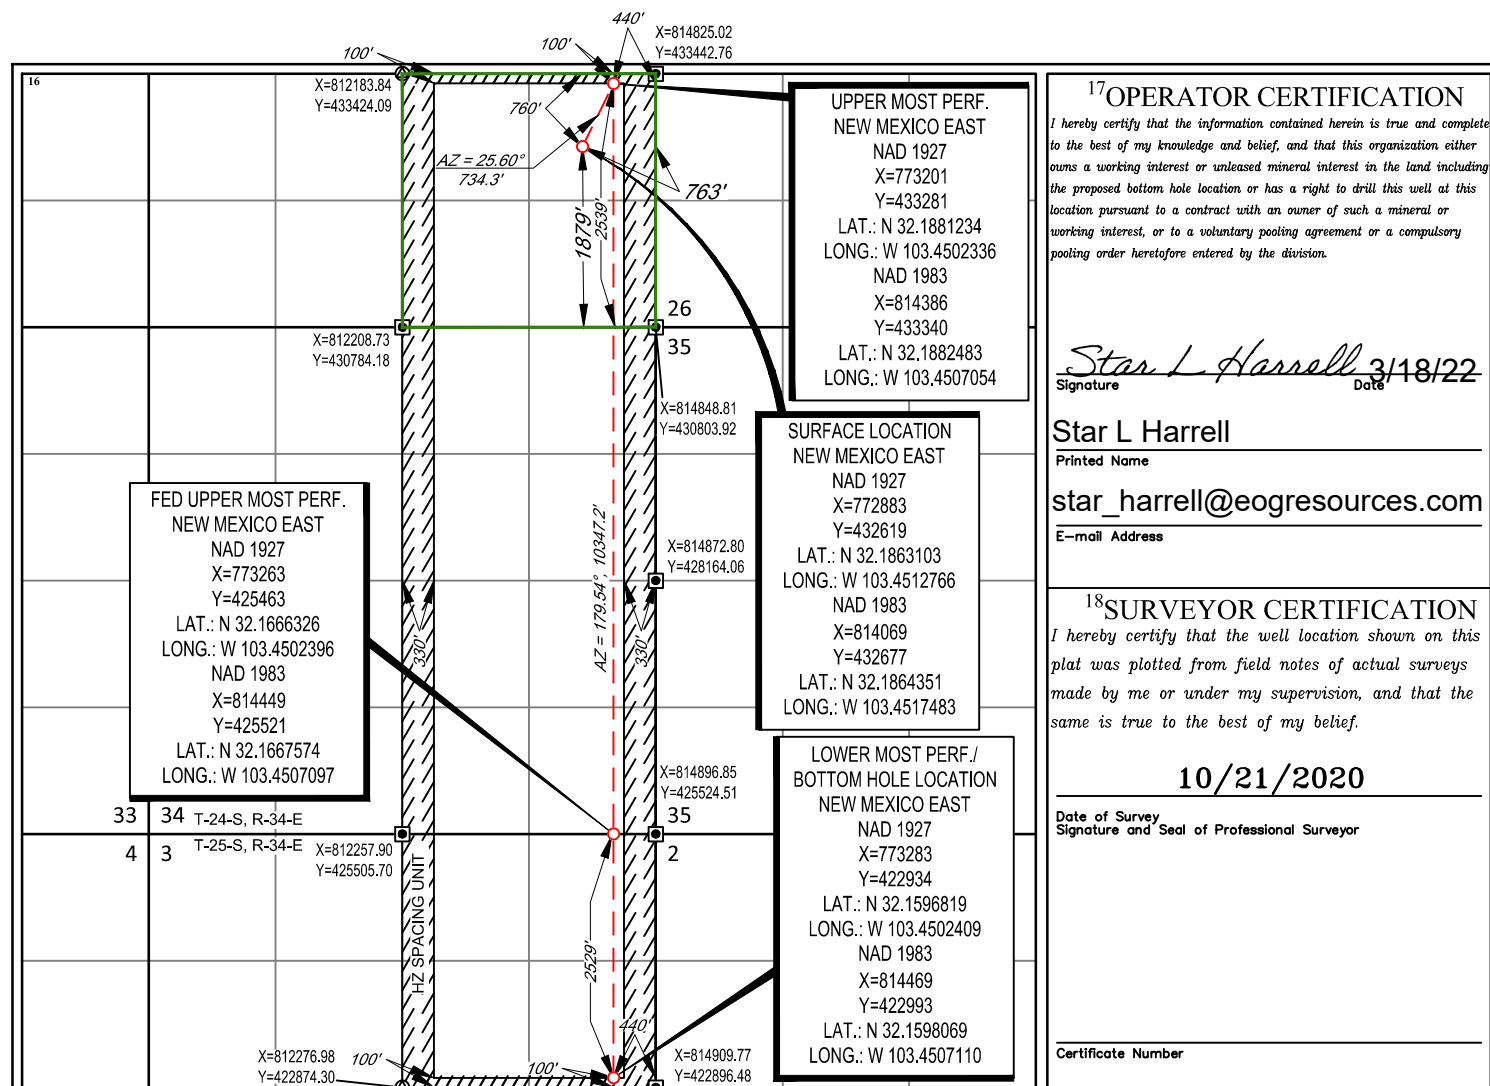 440'
X=814825.02
Y=433442.76
100'
100'
16
X=812183.84
Y=433424.09
760'
AZ = 25.60°
734.3'
1879'
2539'
763'
UPPER MOST PERF.
NEW MEXICO EAST
NAD 1927
X=773201
Y=433281
LAT.: N 32.1881234
LONG.: W 103.4502336
NAD 1983
X=814386
Y=433340
LAT.: N 32.1882483
LONG.: W 103.4507054
26
35
X=812208.73
Y=430784.18
X=814848.81
Y=430803.92
SURFACE LOCATION
NEW MEXICO EAST
NAD 1927
X=772883
Y=432619
LAT.: N 32.1863103
LONG.: W 103.4512766
NAD 1983
X=814069
Y=432677
LAT.: N 32.1864351
LONG.: W 103.4517483
FED UPPER MOST PERF.
NEW MEXICO EAST
NAD 1927
X=773263
Y=425463
LAT.: N 32.1666326
LONG.: W 103.4502396
NAD 1983
X=814449
Y=425521
LAT.: N 32.1667574
LONG.: W 103.4507097
X=814872.80
Y=428164.06
AZ = 179.54°, 10347.2'
330'
330'
X=814896.85
Y=425524.51
33
34
T-24-S, R-34-E
4
3
T-25-S, R-34-E
X=812257.90
Y=425505.70
35
2
LOWER MOST PERF./
BOTTOM HOLE LOCATION
NEW MEXICO EAST
NAD 1927
X=773283
Y=422934
LAT.: N 32.1596819
LONG.: W 103.4502409
NAD 1983
X=814469
Y=422993
LAT.: N 32.1598069
LONG.: W 103.4507110
HZ SPACING UNIT
2529'
440'
X=812276.98
Y=422874.30
100'
100'
X=814909.77
Y=422896.48
17OPERATOR CERTIFICATION
I hereby certify that the information contained herein is true and complete
to the best of my knowledge and belief, and that this organization either
owns a working interest or unleased mineral interest in the land including
the proposed bottom hole location or has a right to drill this well at this
location pursuant to a contract with an owner of such a mineral or
working interest, or to a voluntary pooling agreement or a compulsory
pooling order heretofore entered by the division.
Star L Harrell 3/18/22
Signature Date
Star L Harrell
Printed Name
star_harrell@eogresources.com
E-mail Address
18SURVEYOR CERTIFICATION
I hereby certify that the well location shown on this
plat was plotted from field notes of actual surveys
made by me or under my supervision, and that the
same is true to the best of my belief.
10/21/2020
Date of Survey
Signature and Seal of Professional Surveyor
Certificate Number